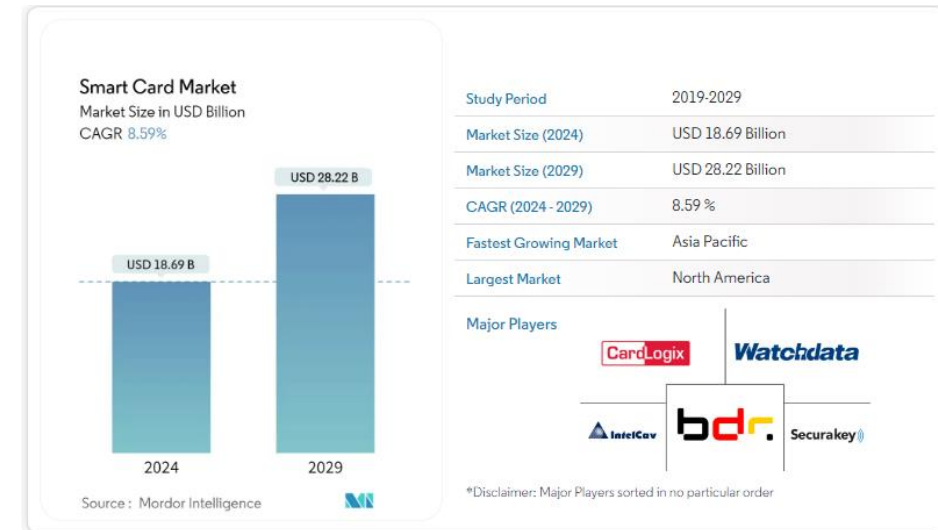 Smart Card Market
Market Size in USD Billion
CAGR 8.59%
USD 28.22 B
USD 18.69 B
2024 2029
Source : Mordor Intelligence
Study Period 2019-2029
Market Size (2024) USD 18.69 Billion
Market Size (2029) USD 28.22 Billion
CAGR (2024 - 2029) 8.59 %
Fastest Growing Market Asia Pacific
Largest Market North America
Major Players
CardLogix Watchdata
IntelCav bdr. Securakey
*Disclaimer: Major Players sorted in no particular order